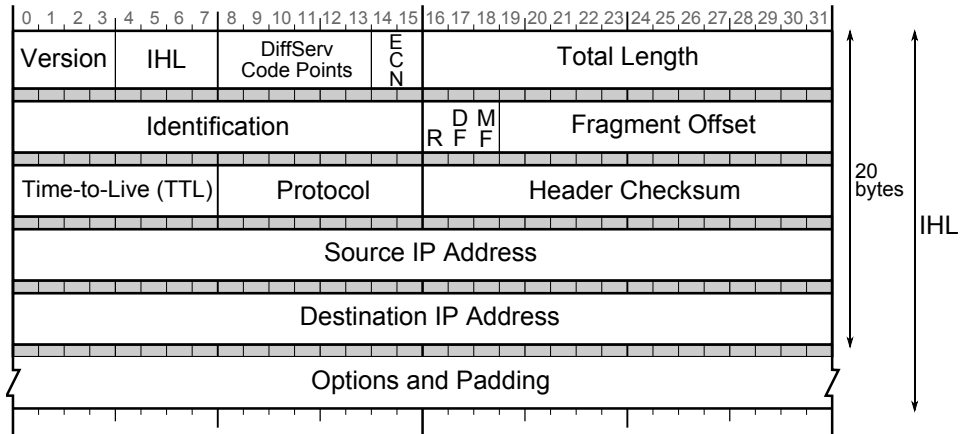 0 1 2 3 4 5 6 7 8 9 10 11 12 13 14 15 16 17 18 19 20 21 22 23 24 25 26 27 28 29 30 31
Version IHL DiffServ Code Points ECN Total Length
Identification R DF MF Fragment Offset
Time-to-Live (TTL) Protocol Header Checksum
20 bytes
Source IP Address
IHL
Destination IP Address
Options and Padding